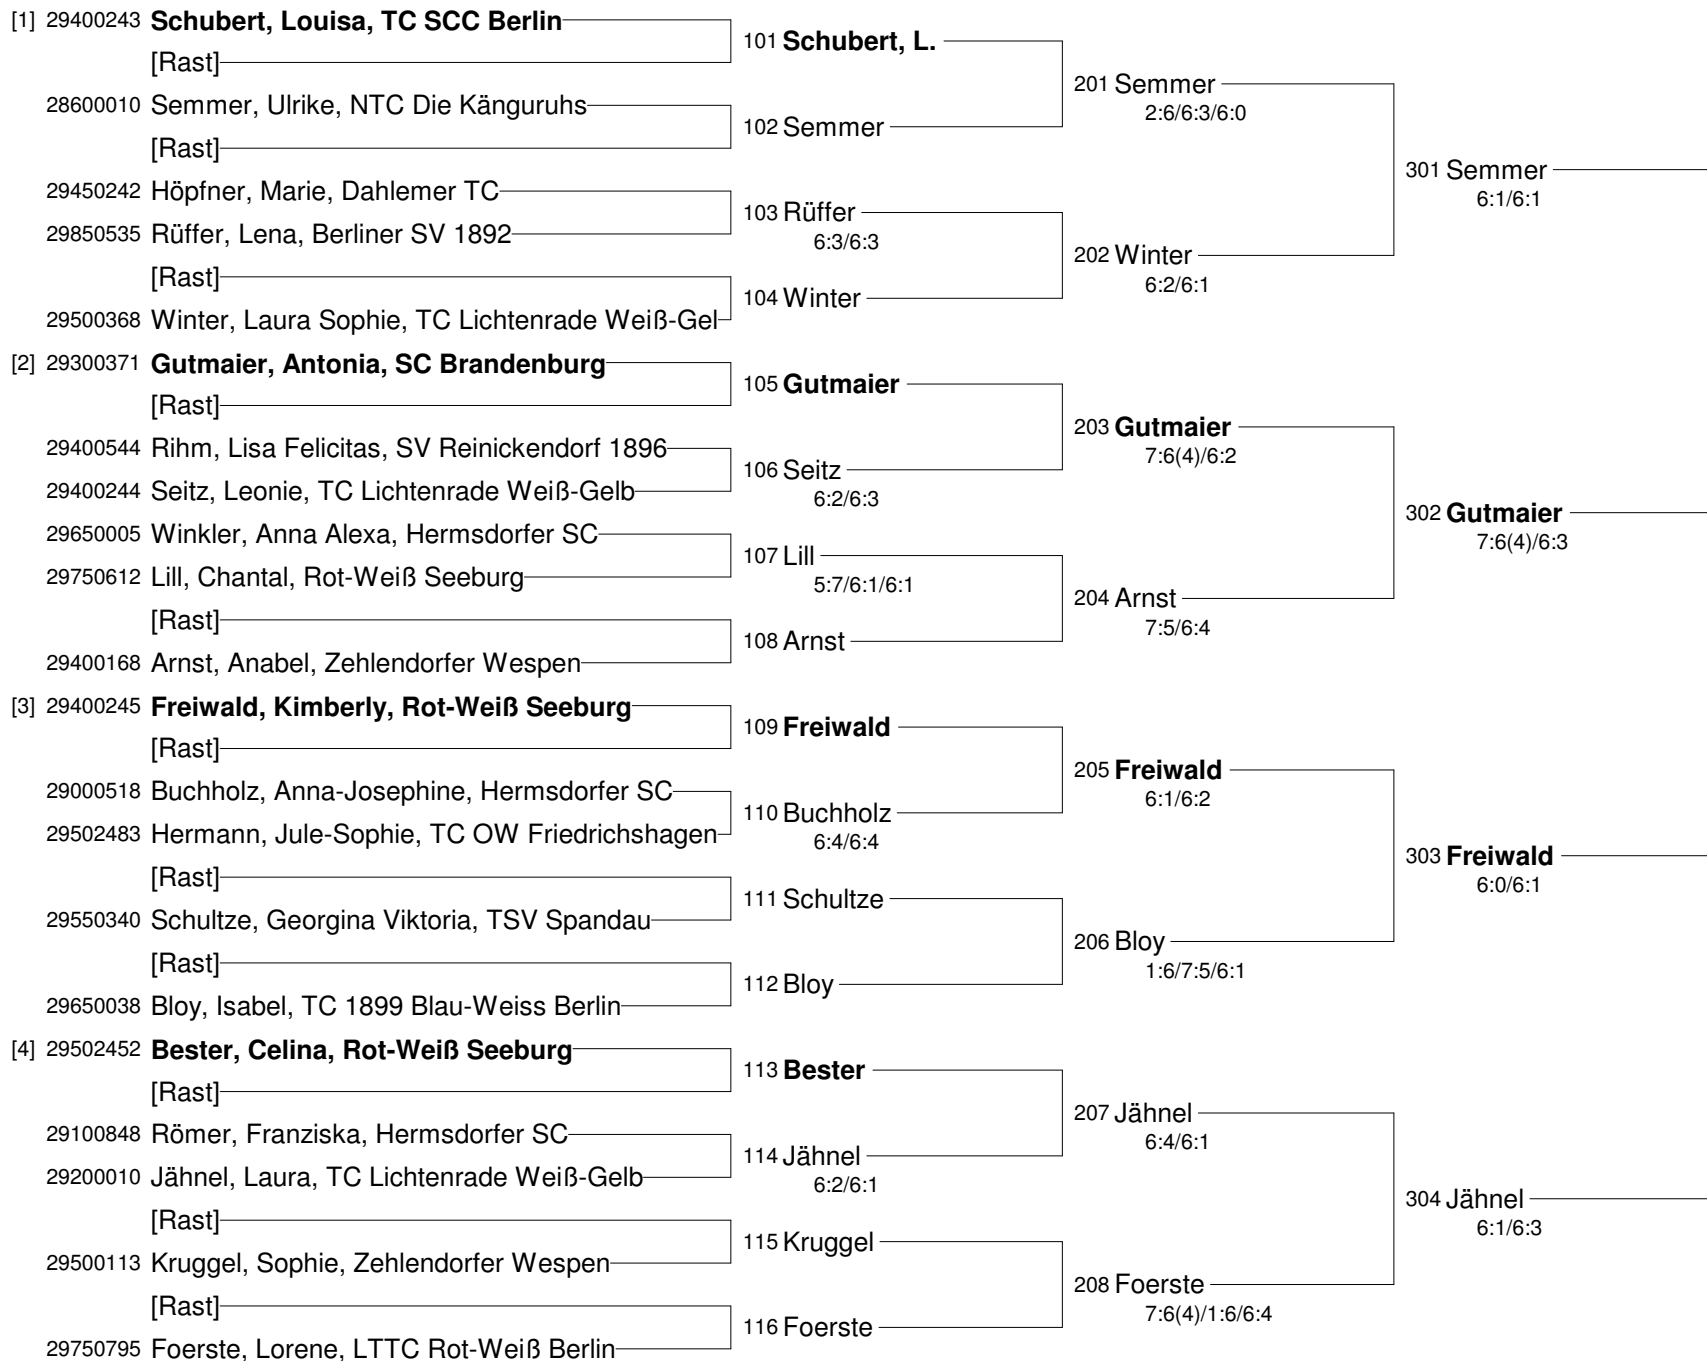 [1] 29400243 Schubert, Louisa, TC SCC Berlin
[Rast]
28600010 Semmer, Ulrike, NTC Die Känguruhs
[Rast]
29450242 Höpfner, Marie, Dahlemer TC
29850535 Rüffer, Lena, Berliner SV 1892
[Rast]
29500368 Winter, Laura Sophie, TC Lichtenrade Weiß-Gel
[2] 29300371 Gutmaier, Antonia, SC Brandenburg
[Rast]
29400544 Rihm, Lisa Felicitas, SV Reinickendorf 1896
29400244 Seitz, Leonie, TC Lichtenrade Weiß-Gelb
29650005 Winkler, Anna Alexa, Hermsdorfer SC
29750612 Lill, Chantal, Rot-Weiß Seeburg
[Rast]
29400168 Arnst, Anabel, Zehlendorfer Wespen
[3] 29400245 Freiwald, Kimberly, Rot-Weiß Seeburg
[Rast]
29000518 Buchholz, Anna-Josephine, Hermsdorfer SC
29502483 Hermann, Jule-Sophie, TC OW Friedrichshagen
[Rast]
29550340 Schultze, Georgina Viktoria, TSV Spandau
[Rast]
29650038 Bloy, Isabel, TC 1899 Blau-Weiss Berlin
[4] 29502452 Bester, Celina, Rot-Weiß Seeburg
[Rast]
29100848 Römer, Franziska, Hermsdorfer SC
29200010 Jähnel, Laura, TC Lichtenrade Weiß-Gelb
[Rast]
29500113 Kruggel, Sophie, Zehlendorfer Wespen
[Rast]
29750795 Foerste, Lorene, LTTC Rot-Weiß Berlin
101 Schubert, L.
102 Semmer
103 Rüffer
6:3/6:3
104 Winter
105 Gutmaier
106 Seitz
6:2/6:3
107 Lill
5:7/6:1/6:1
108 Arnst
109 Freiwald
110 Buchholz
6:4/6:4
111 Schultze
112 Bloy
113 Bester
114 Jähnel
6:2/6:1
115 Kruggel
116 Foerste
201 Semmer
2:6/6:3/6:0
202 Winter
6:2/6:1
203 Gutmaier
7:6(4)/6:2
204 Arnst
7:5/6:4
205 Freiwald
6:1/6:2
206 Bloy
1:6/7:5/6:1
207 Jähnel
6:4/6:1
208 Foerste
7:6(4)/1:6/6:4
301 Semmer
6:1/6:1
302 Gutmaier
7:6(4)/6:3
303 Freiwald
6:0/6:1
304 Jähnel
6:1/6:3